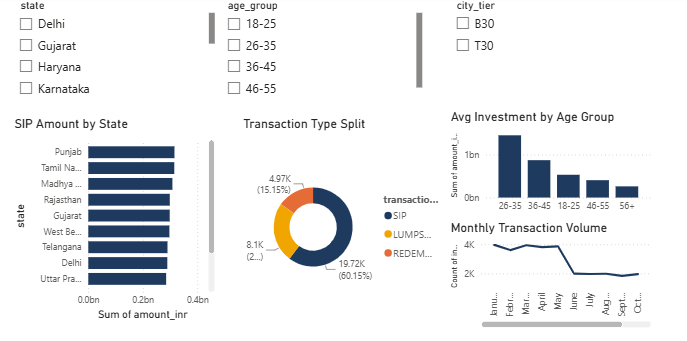 state
Delhi
Gujarat
Haryana
Karnataka
age_group
18-25
26-35
36-45
46-55
city_tier
B30
T30
SIP Amount by State
state
Punjab
Tamil Na...
Madhya ...
Rasasthan
Gujarat
West Be...
Telangana
Delhi
Uttar Pra...
0.0bn 0.2bn 0.4bn
Sum of amount_inr
Transaction Type Split
4.97K
(15.15%)
8.1K
(2...)
19.72K
(60.15%)
transactio...
SIP
LUMPS...
REDEM...
Avg Investment by Age Group
Sum of amount_i...
1bn
0bn
26-35 36-45 18-25 46-55 56+
Monthly Transaction Volume
Count of in...
4K
2K
Janu... Febr... Mar... April May June July Aug... Sept... Oct...